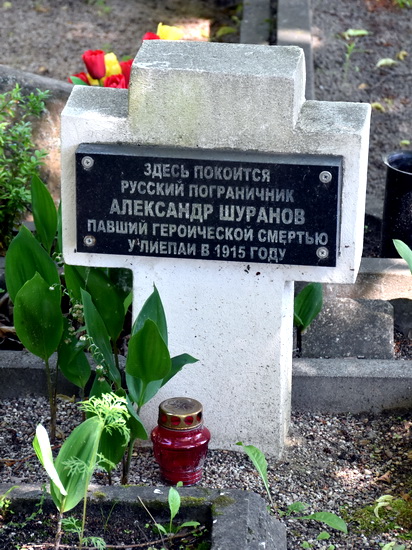 ЗДЕСЬ ПОКОИТСЯ
РУССКИЙ ПОГРАНИЧНИК
АЛЕКСАНДР ШУРАНОВ
ПАВШИЙ ГЕРОИЧЕСКОЙ СМЕРТЬЮ
У ЛИЕПАИ В 1915 ГОДУ